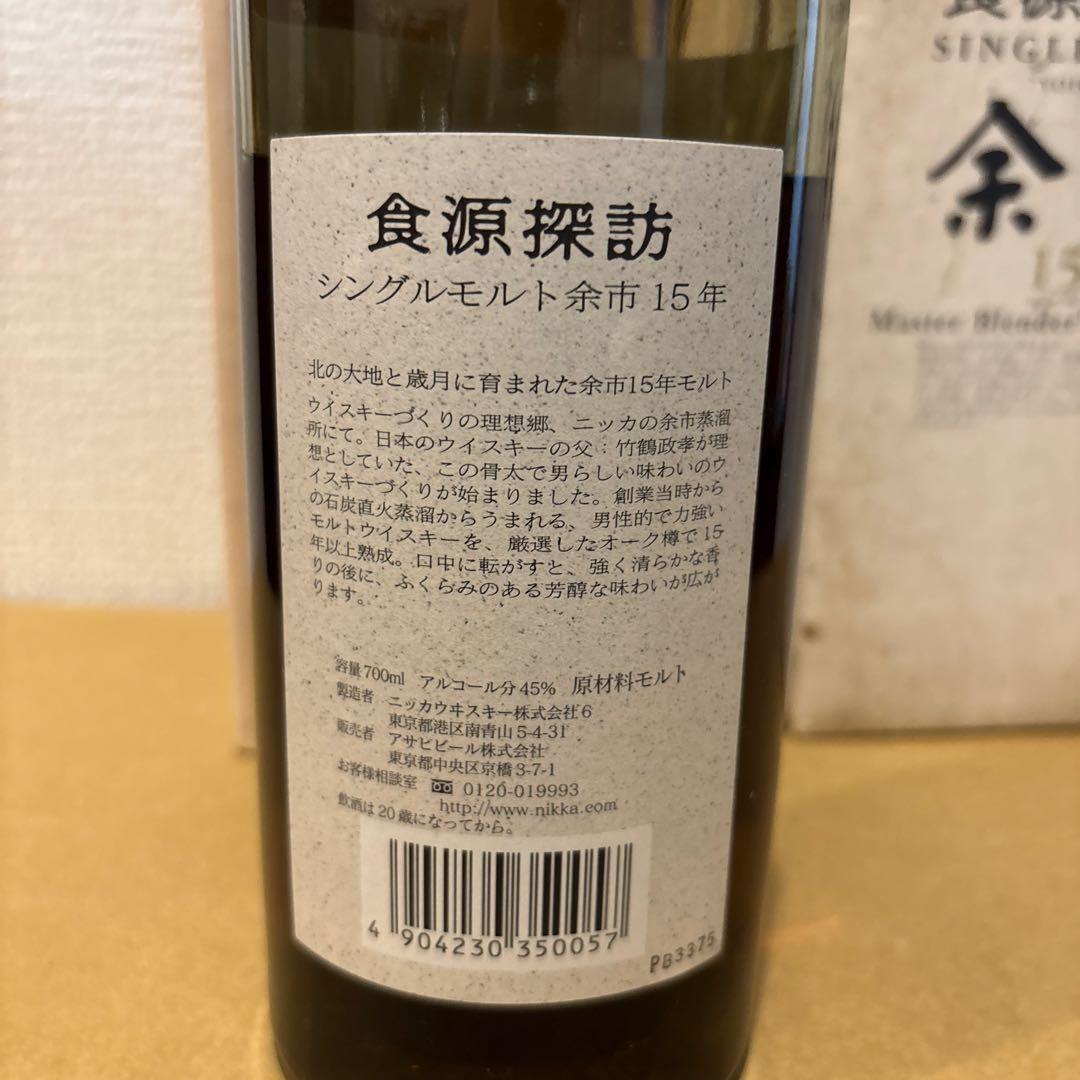 食源探訪
シングルモルト余市 15年
北の大地と歳月に育まれた余市15年モルト
ウイスキーづくりの理想郷、ニッカの余市蒸溜
所にて。日本のウイスキーの父：竹鶴政孝が理
想としていた、この骨太で男らしい味わいのウ
イスキーづくりが始まりました。創業当時から
の石炭直火蒸溜からうまれる、男性的で力強い
モルトウイスキーを、厳選したオーク樽で15
年以上熟成。口中に転がすと、強く清らかな香
りの後に、ふくらみのある芳醇な味わいが広が
ります。
容量700ml アルコール分45% 原材料モルト
製造者 ニッカウヰスキー株式会社6
東京都港区南青山5-4-31
販売者 アサヒビール株式会社
東京都中央区京橋3-7-1
お客様相談室 0120-019993
http://www.nikka.com
飲酒は20歳になってから。
4 904230 350057
PB3375
食源
SINGLE
余
15
Master Blender's